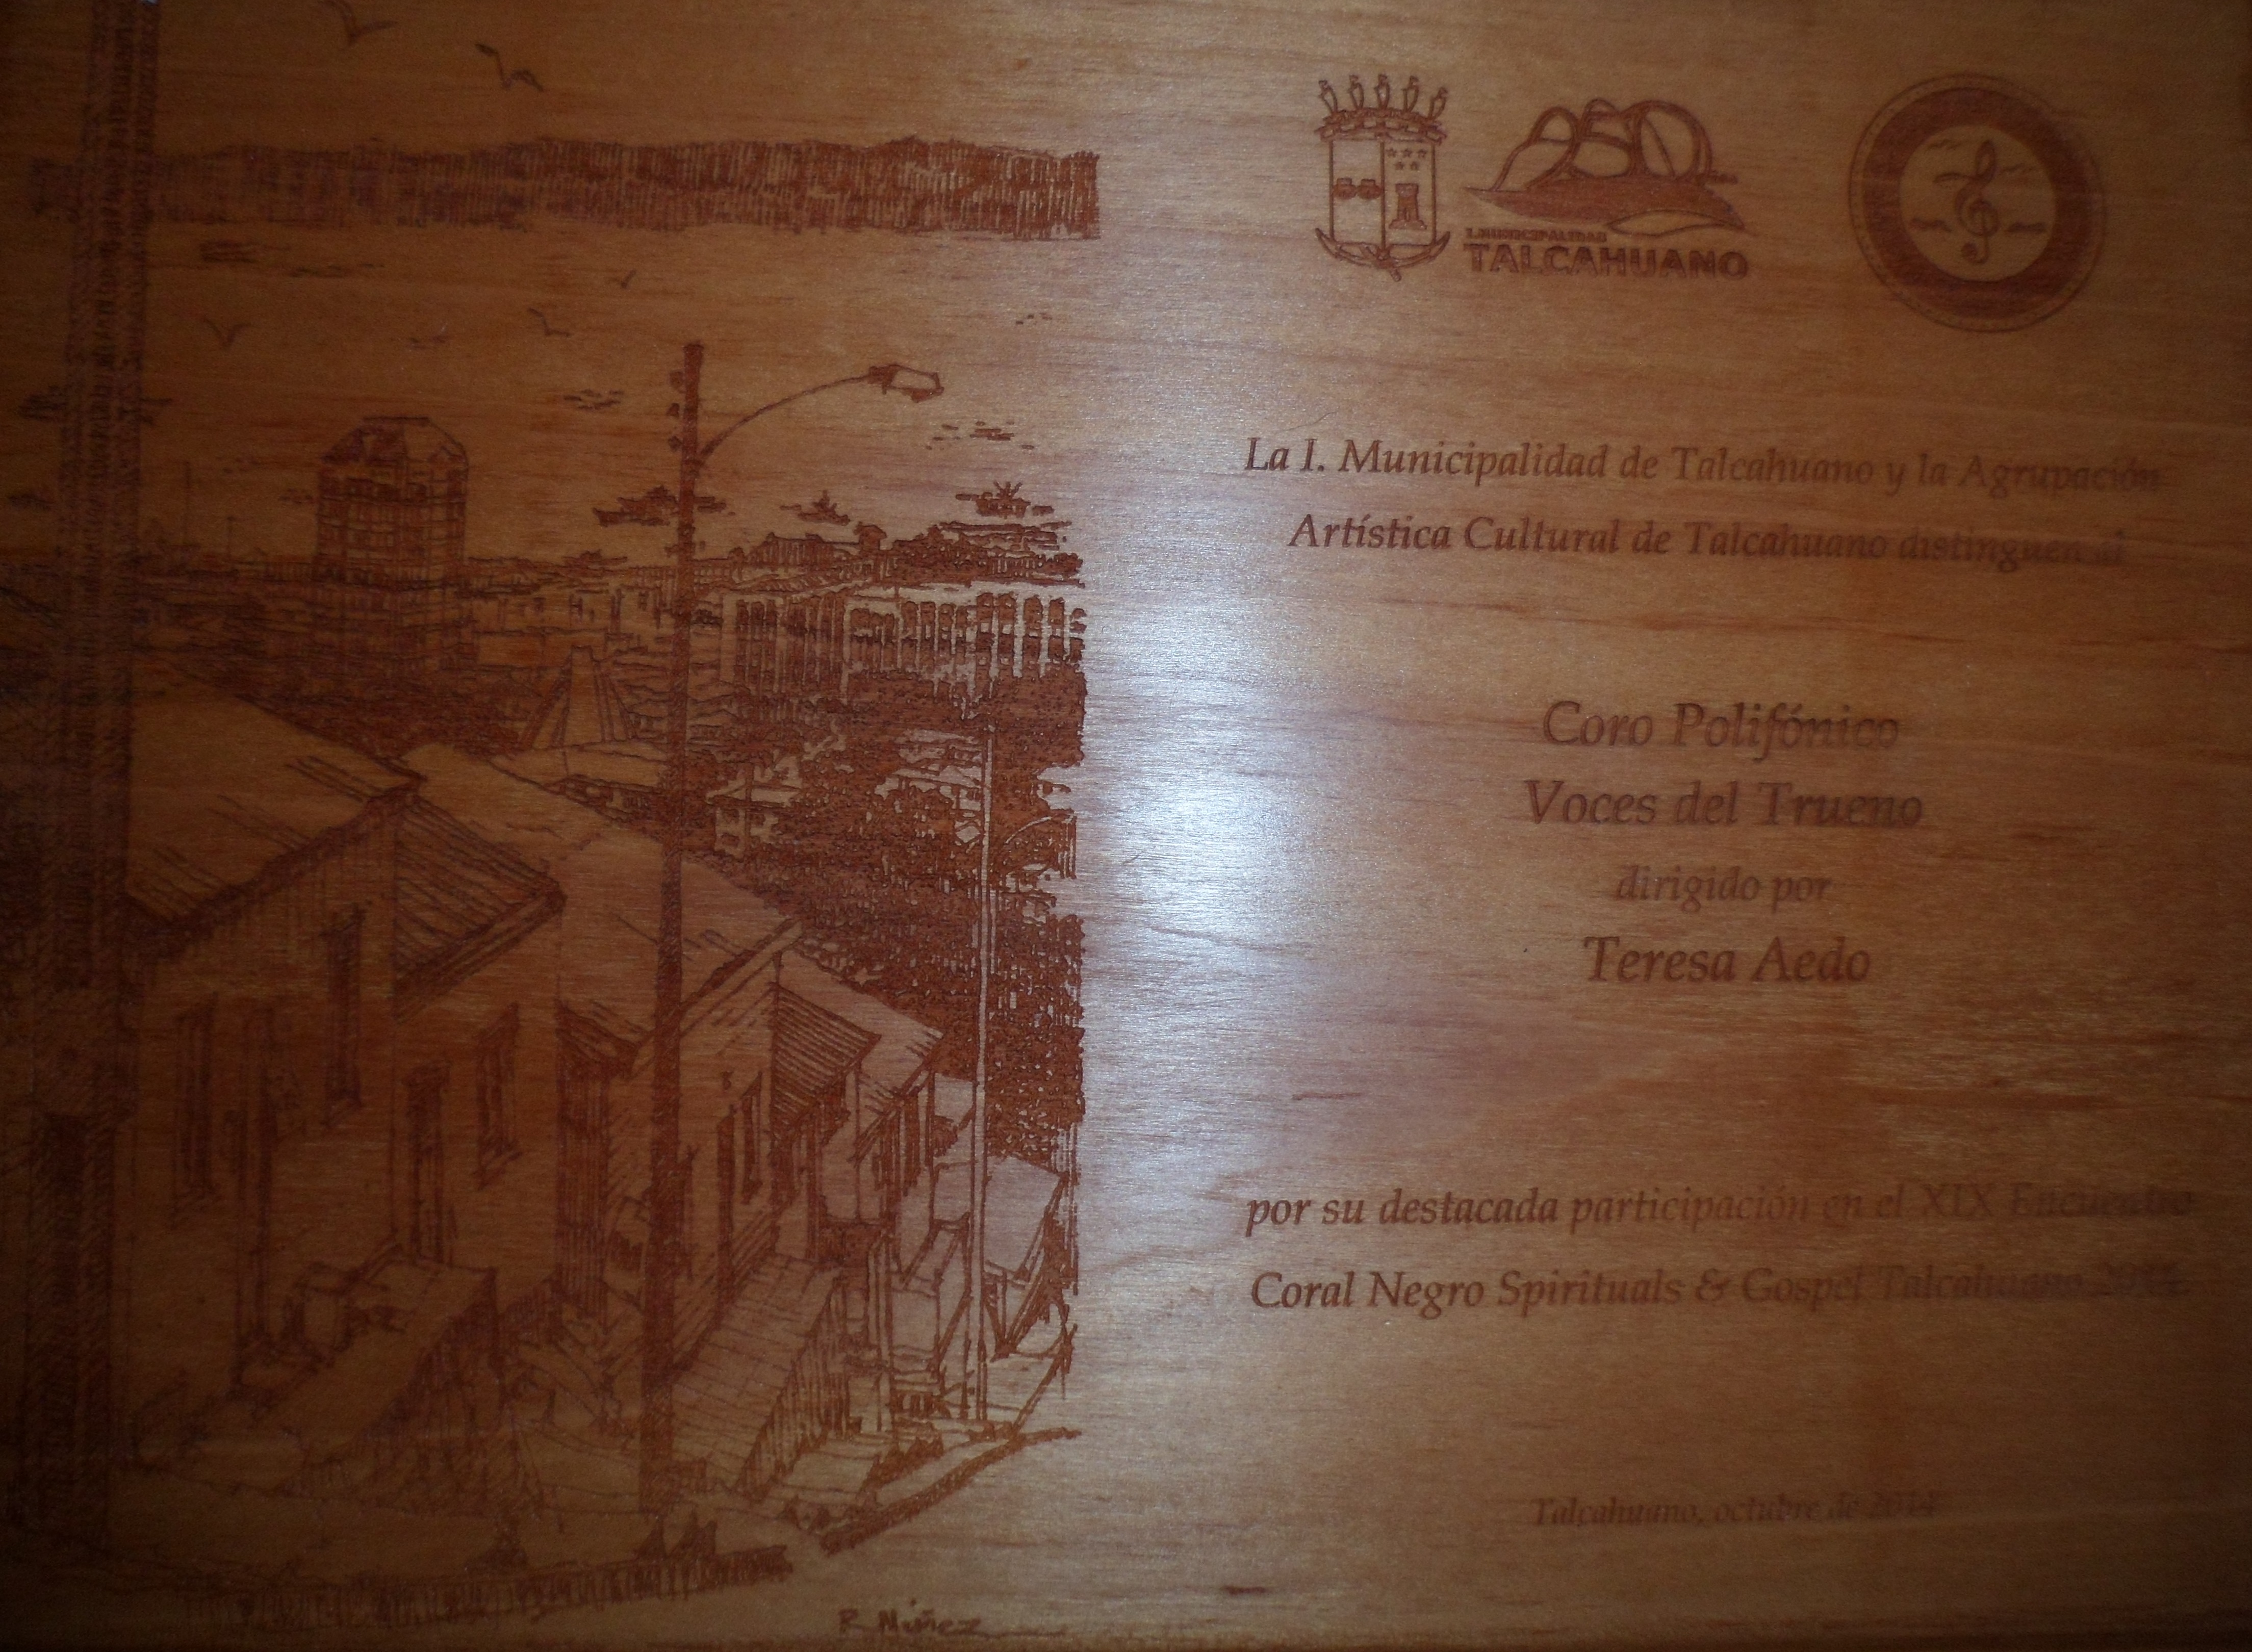 I. MUNICIPALIDAD
TALCAHUANO
La I. Municipalidad de Talcahuano y la Agrupación
Artística Cultural de Talcahuano distinguen al
Coro Polifónico
Voces del Trueno
dirigido por
Teresa Aedo
por su destacada participación en el XIX Encuentro
Coral Negro Spirituals & Gospel Talcahuano 2014
Talcahuano, octubre de 2014
R. Núñez